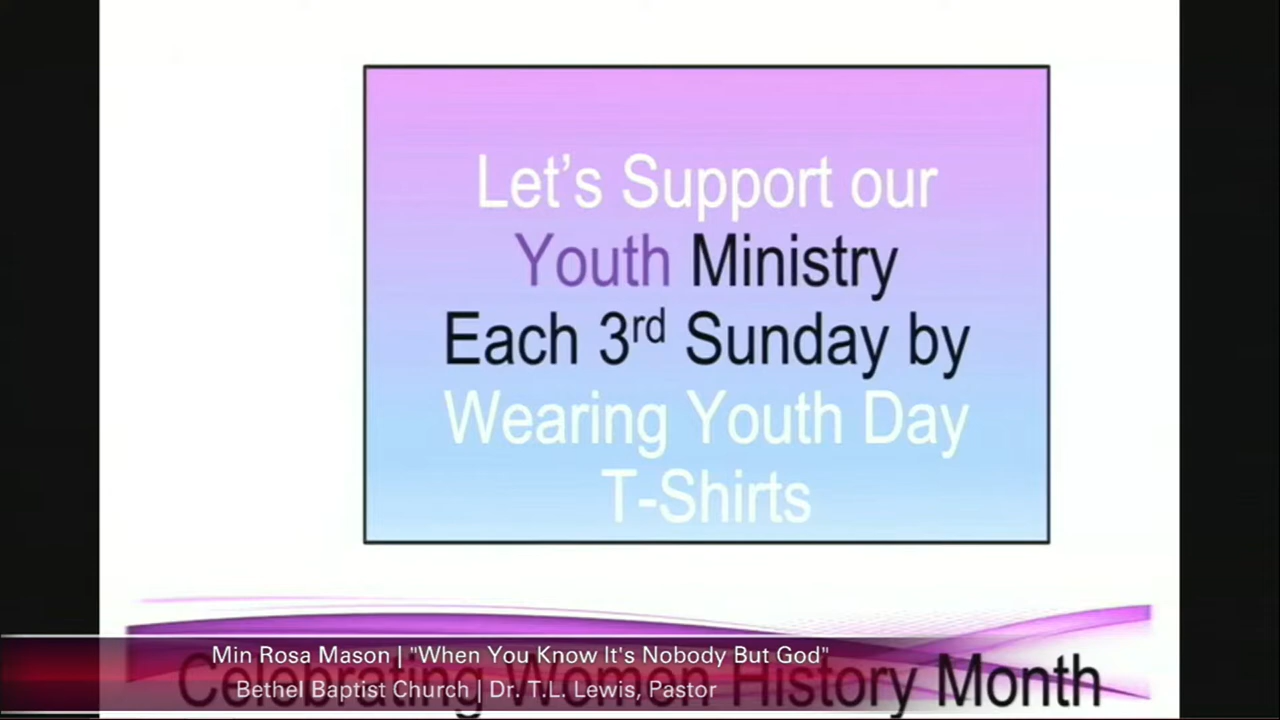 Let's Support our
Youth Ministry
Each 3rd Sunday by
Wearing Youth Day
T-Shirts
Min Rosa Mason | "When You Know It's Nobody But God"
Celebrating Women History Month
Bethel Baptist Church | Dr. T.L. Lewis, Pastor